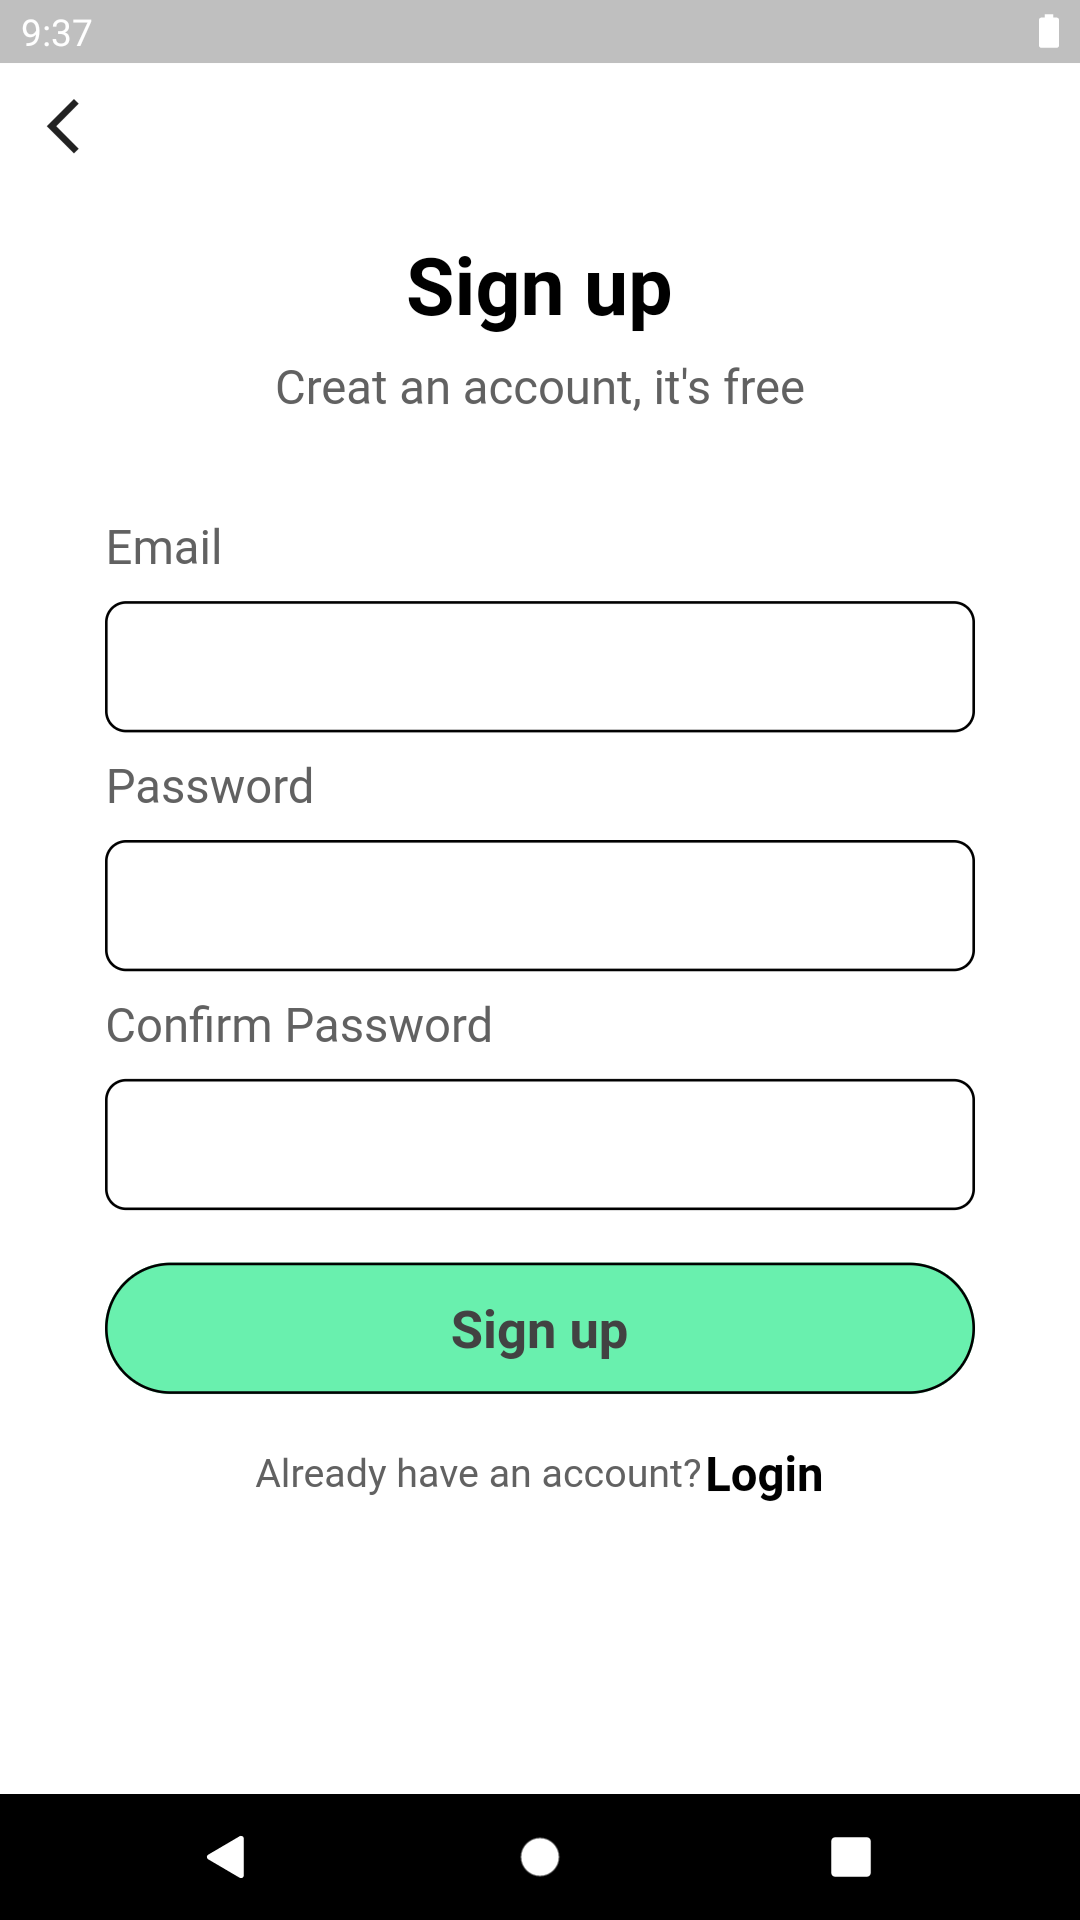 9:37
Sign up
Creat an account, it's free
Email
Password
Confirm Password
Sign up
Already have an account? Login